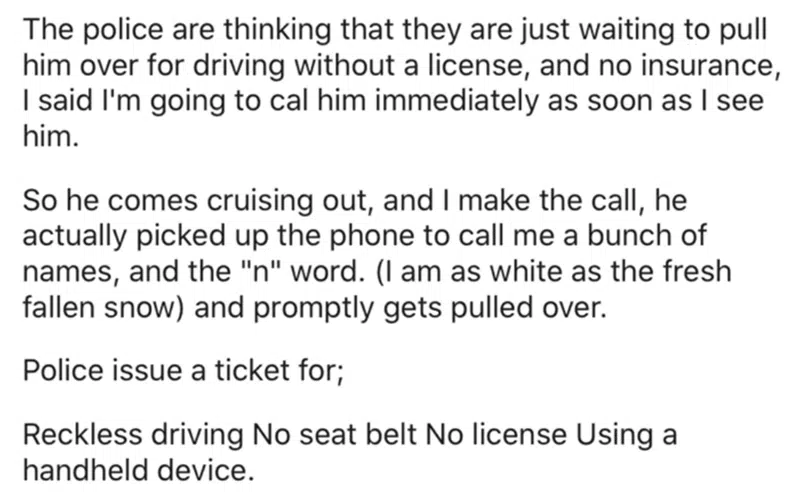 The police are thinking that they are just waiting to pull
him over for driving without a license, and no insurance,
I said I'm going to cal him immediately as soon as I see
him.
So he comes cruising out, and I make the call, he
actually picked up the phone to call me a bunch of
names, and the "n" word. (I am as white as the fresh
fallen snow) and promptly gets pulled over.
Police issue a ticket for;
Reckless driving No seat belt No license Using a
handheld device.